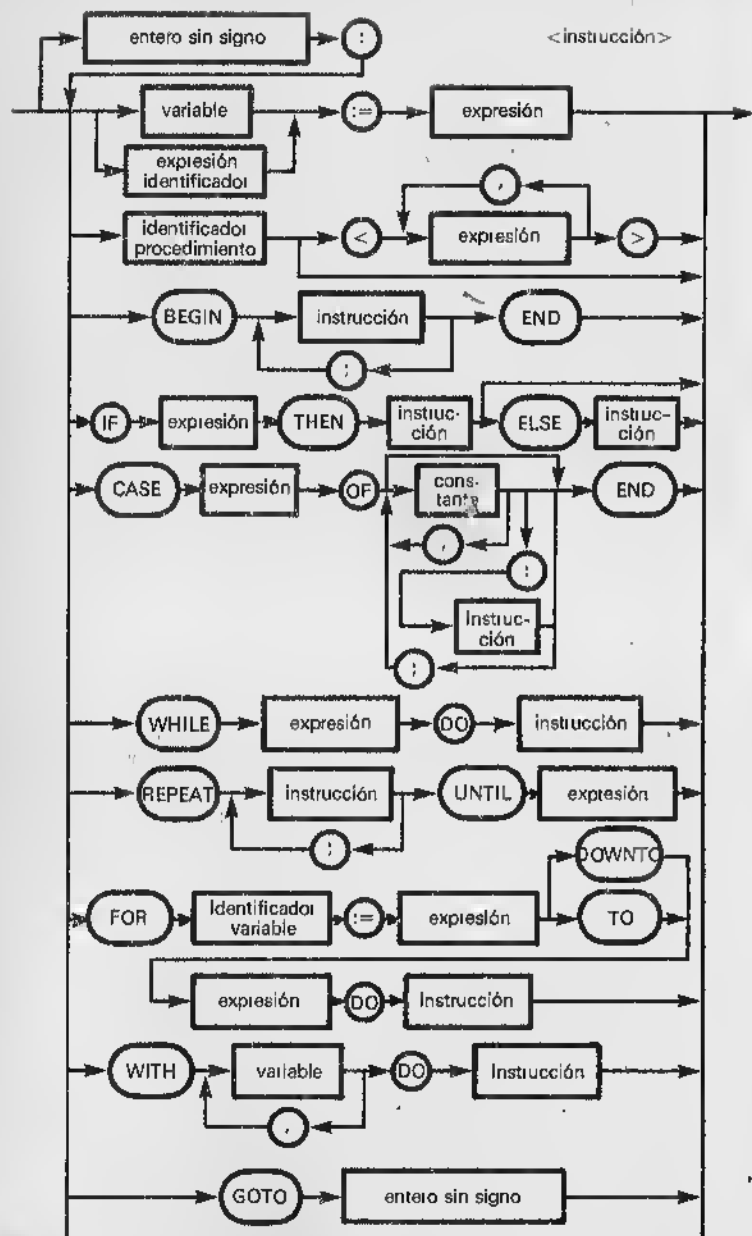 entero sin signo : <instrucción>
variable := expresión
expresión
identificador
,
identificador
procedimiento < expresión >
BEGIN instrucción END
;
IF expresión THEN instruc-
ción ELSE instruc-
ción
CASE expresión OF cons-
tante END
, :
Instruc-
ción
;
WHILE expresión DO instrucción
REPEAT instrucción UNTIL expresión
;
DOWNTO
FOR Identificador
variable := expresión TO
expresión DO Instrucción
WITH variable DO Instrucción
,
GOTO entero sin signo